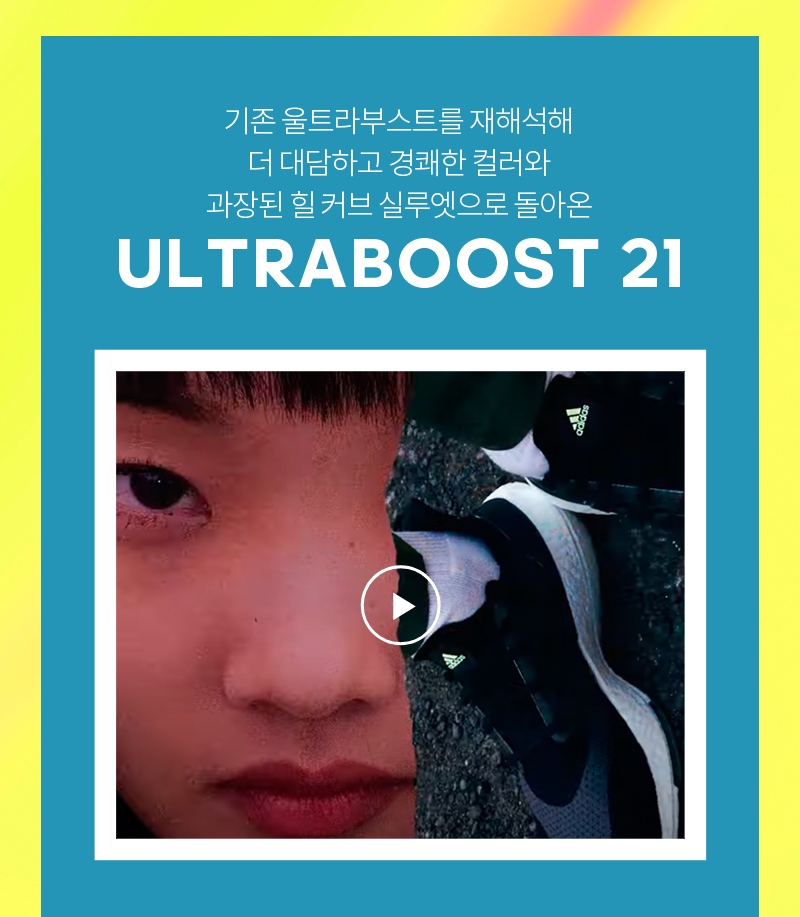 기존 울트라부스트를 재해석해
더 대담하고 경쾌한 컬러와
과장된 힐 커브 실루엣으로 돌아온
ULTRABOOST 21
adidas